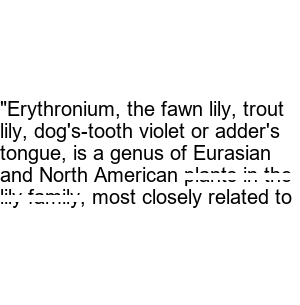 "Erythronium, the fawn lily, trout
lily, dog's-tooth violet or adder's
tongue, is a genus of Eurasian
and North American plants in the
lily family, most closely related to